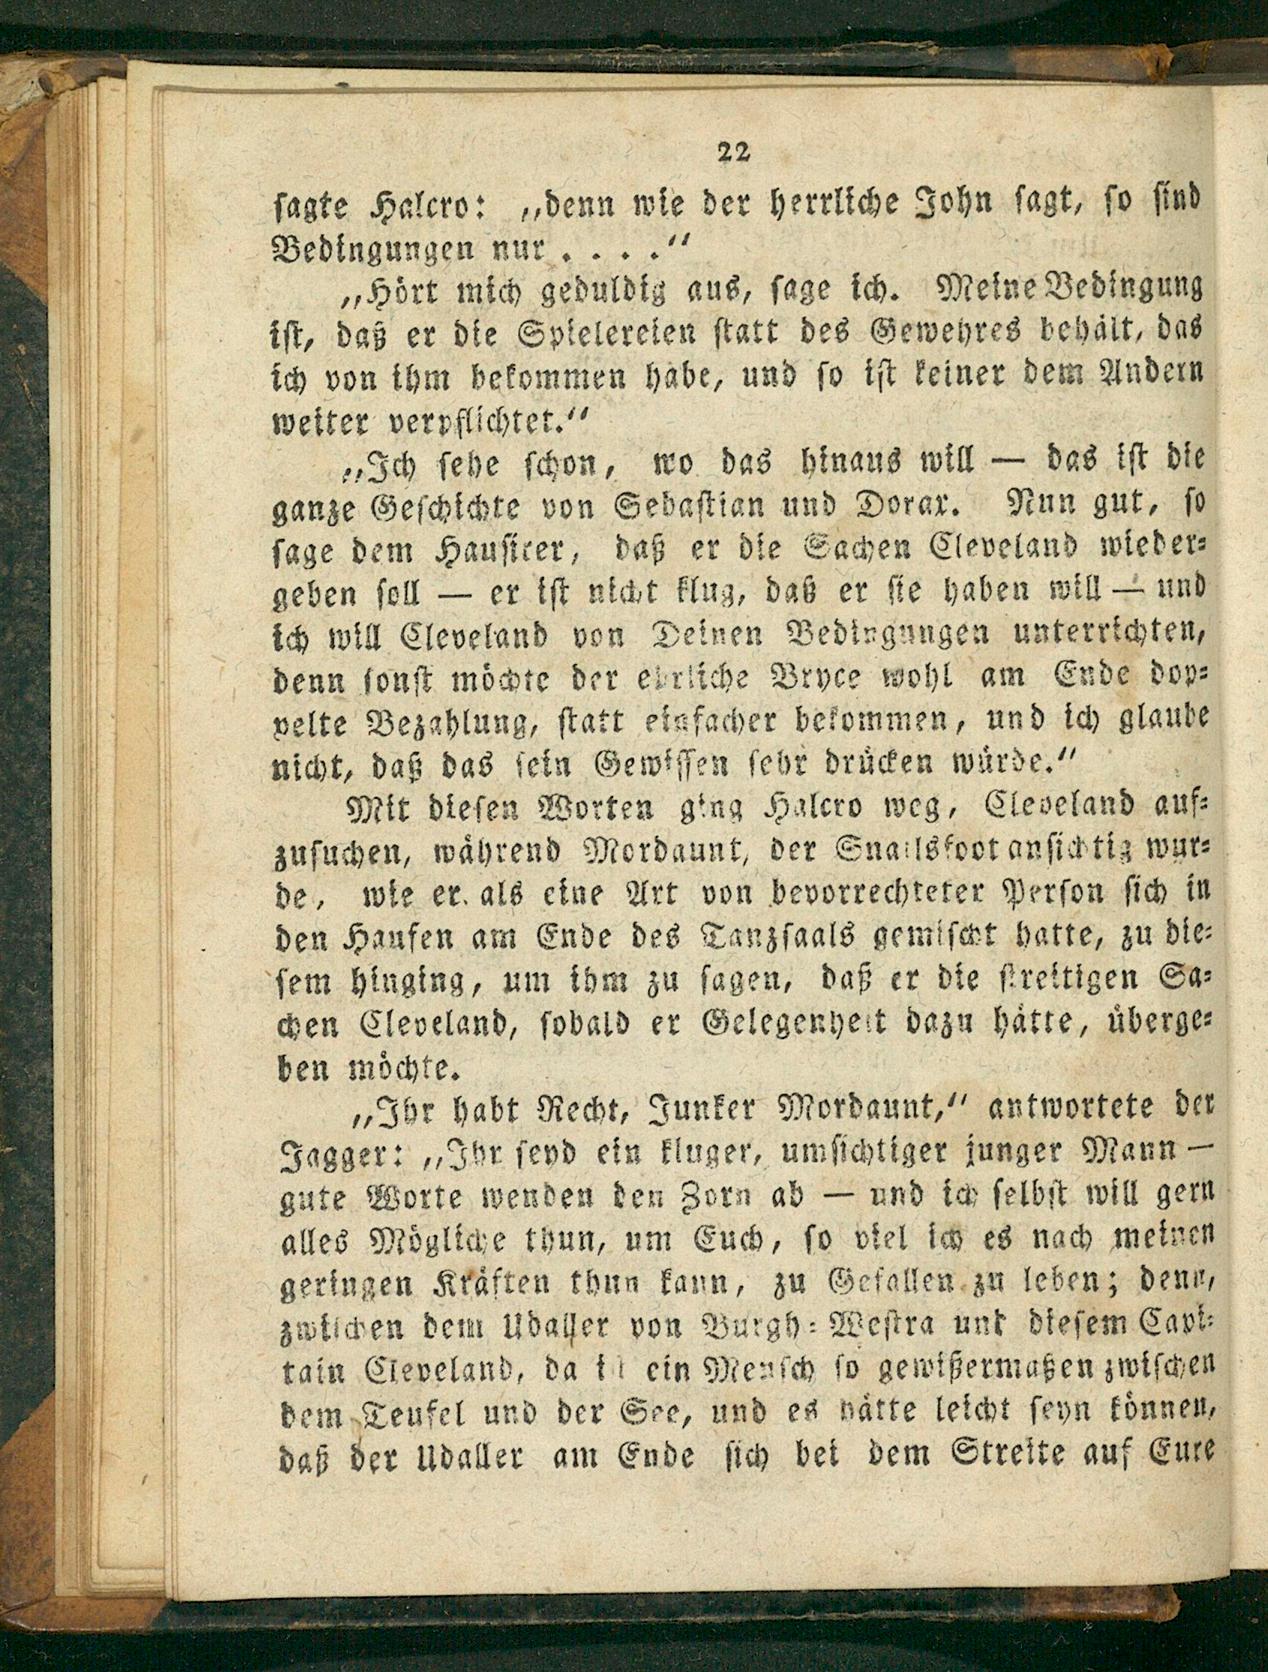 22
sagte Halcro: „denn wie der herrliche John sagt, so sind
Bedingungen nur . . . .“
„Hört mich geduldig aus, sage ich. Meine Bedingung
ist, daß er die Spielereien statt des Gewehres behält, das
ich von ihm bekommen habe, und so ist keiner dem Andern
weiter verpflichtet.“
„Ich sehe schon, wo das hinaus will — das ist die
ganze Geschichte von Sebastian und Dorax. Nun gut, so
sage dem Hausirer, daß er die Sachen Cleveland wieder-
geben soll — er ist nicht klug, daß er sie haben will — und
ich will Cleveland von Deinen Bedingungen unterrichten,
denn sonst möchte der ehrliche Bryce wohl am Ende dop-
pelte Bezahlung, statt einfacher bekommen, und ich glaube
nicht, daß das sein Gewissen sehr drücken würde.“
Mit diesen Worten ging Halcro weg, Cleveland auf-
zusuchen, während Mordaunt, der Snailsfoot ansichtig wur-
de, wie er als eine Art von bevorrechteter Person sich in
den Haufen am Ende des Tanzsaals gemischt hatte, zu die-
sem hinging, um ihm zu sagen, daß er die streitigen Sa-
chen Cleveland, sobald er Gelegenheit dazu hätte, überge-
ben möchte.
„Ihr habt Recht, Junker Mordaunt,“ antwortete der
Jagger: „Ihr seyd ein kluger, umsichtiger junger Mann —
gute Worte wenden den Zorn ab — und ich selbst will gern
alles Mögliche thun, um Euch, so viel ich es nach meinen
geringen Kräften thun kann, zu Gefallen zu leben; denn,
zwischen dem Udaller von Burgh-Westra und diesem Capi-
tain Cleveland, da ist ein Mensch so gewißermaßen zwischen
dem Teufel und der See, und es hätte leicht seyn können,
daß der Udaller am Ende sich bei dem Streite auf Eure